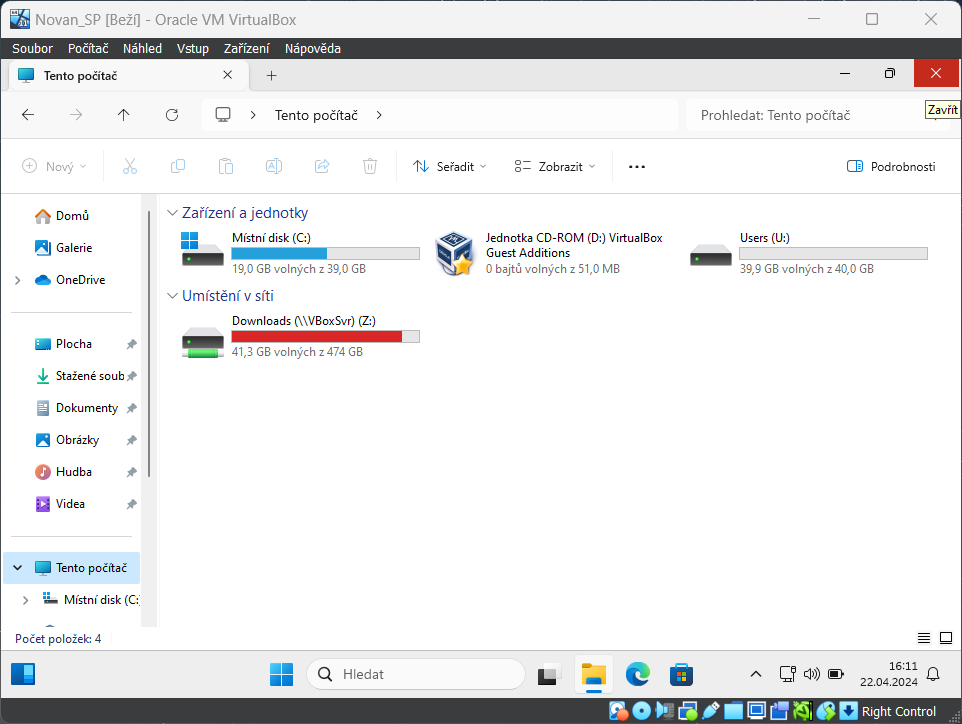 Novan_SP [Beží] - Oracle VM VirtualBox
Soubor Počítač Náhled Vstup Zařízení Nápověda
Tento počítač
Zavřít
Tento počítač
Prohledat: Tento počítač
Nový
Seřadit
Zobrazit
Podrobnosti
Domů
Galerie
OneDrive
Plocha
Stažené soub
Dokumenty
Obrázky
Hudba
Videa
Tento počítač
Místní disk (C:
Zařízení a jednotky
Místní disk (C:)
19,0 GB volných z 39,0 GB
Jednotka CD-ROM (D:) VirtualBox
Guest Additions
0 bajtů volných z 51,0 MB
Users (U:)
39,9 GB volných z 40,0 GB
Umístění v síti
Downloads (\\VBoxSvr) (Z:)
41,3 GB volných z 474 GB
Počet položek: 4
Hledat
16:11
22.04.2024
Right Control